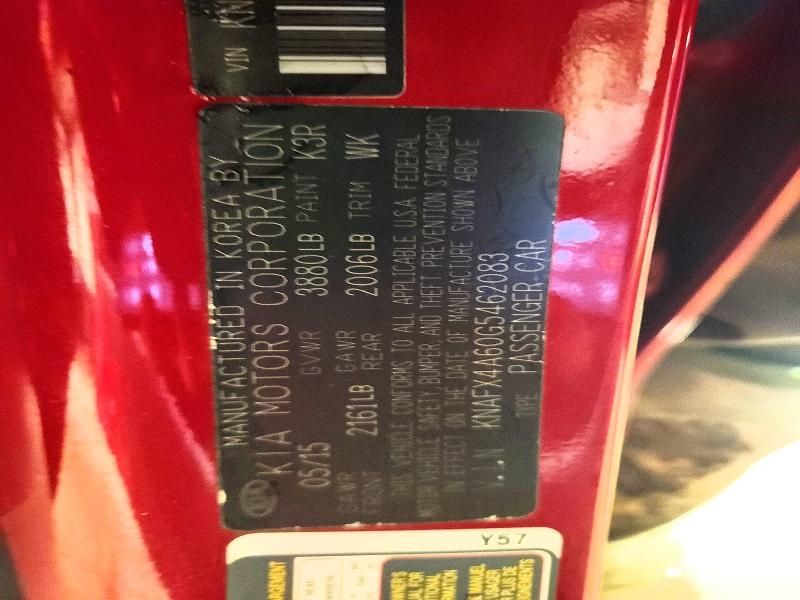 VIN KN
MANUFACTURED IN KOREA BY
KIA MOTORS CORPORATION
05/15 GVWR 3880LB PAINT K3R
GAWR FRONT 2161LB GAWR REAR 2006LB TRIM WK
THIS VEHICLE CONFORMS TO ALL APPLICABLE U.S.A. FEDERAL
MOTOR VEHICLE SAFETY, BUMPER, AND THEFT PREVENTION STANDARDS
IN EFFECT ON THE DATE OF MANUFACTURE SHOWN ABOVE
V.I.N KNAFX4A60G5462083
TYPE PASSENGER CAR
KIA
Y57